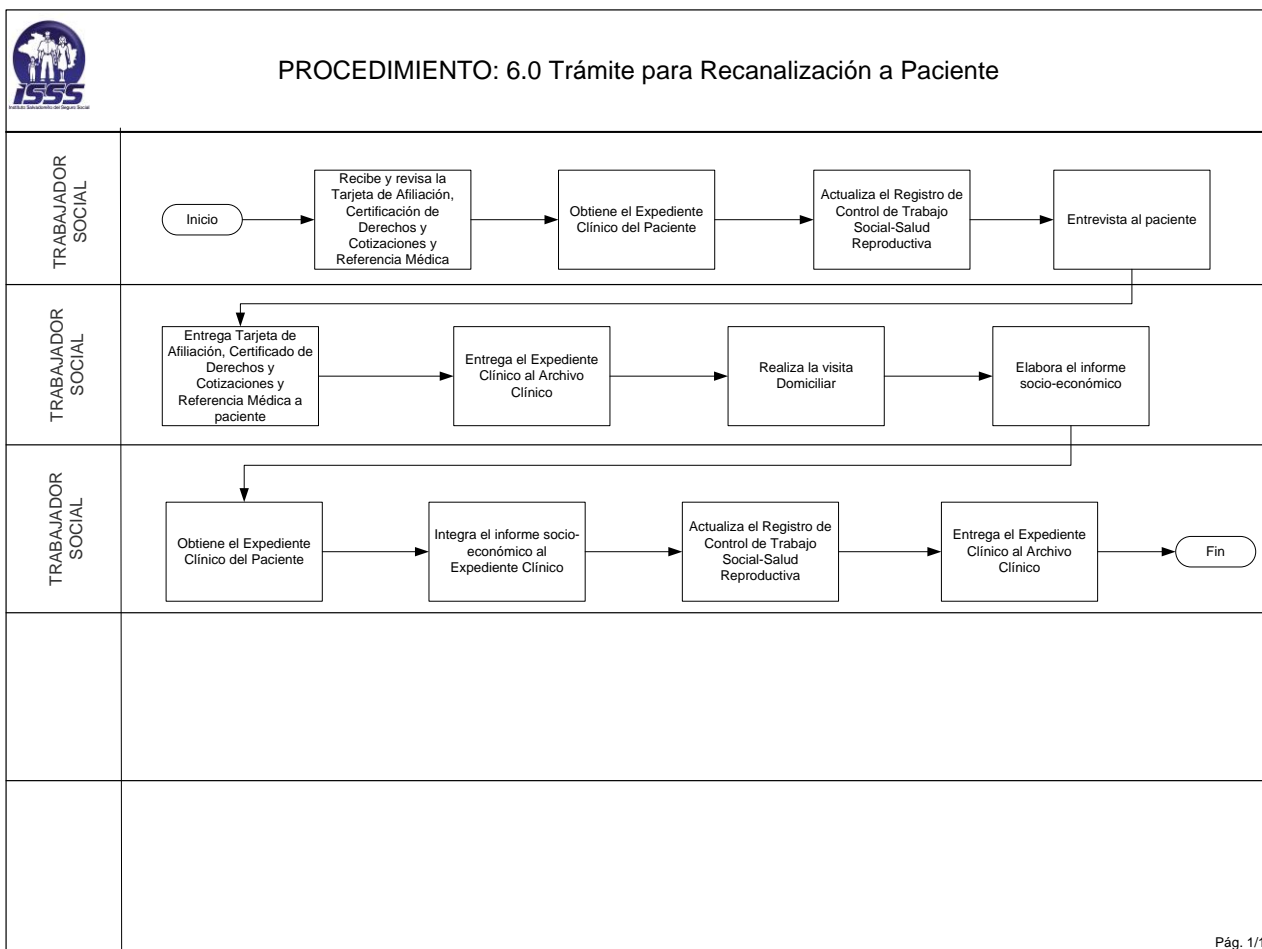 ISSS
Instituto Salvadoreño del Seguro Social
PROCEDIMIENTO: 6.0 Trámite para Recanalización a Paciente
TRABAJADOR
SOCIAL
Inicio
Recibe y revisa la
Tarjeta de Afiliación,
Certificación de
Derechos y
Cotizaciones y
Referencia Médica
Obtiene el Expediente
Clínico del Paciente
Actualiza el Registro de
Control de Trabajo
Social-Salud
Reproductiva
Entrevista al paciente
TRABAJADOR
SOCIAL
Entrega Tarjeta de
Afiliación, Certificado de
Derechos y
Cotizaciones y
Referencia Médica a
paciente
Entrega el Expediente
Clínico al Archivo
Clínico
Realiza la visita
Domiciliar
Elabora el informe
socio-económico
TRABAJADOR
SOCIAL
Obtiene el Expediente
Clínico del Paciente
Integra el informe socio-
económico al
Expediente Clínico
Actualiza el Registro de
Control de Trabajo
Social-Salud
Reproductiva
Entrega el Expediente
Clínico al Archivo
Clínico
Fin
Pág. 1/1